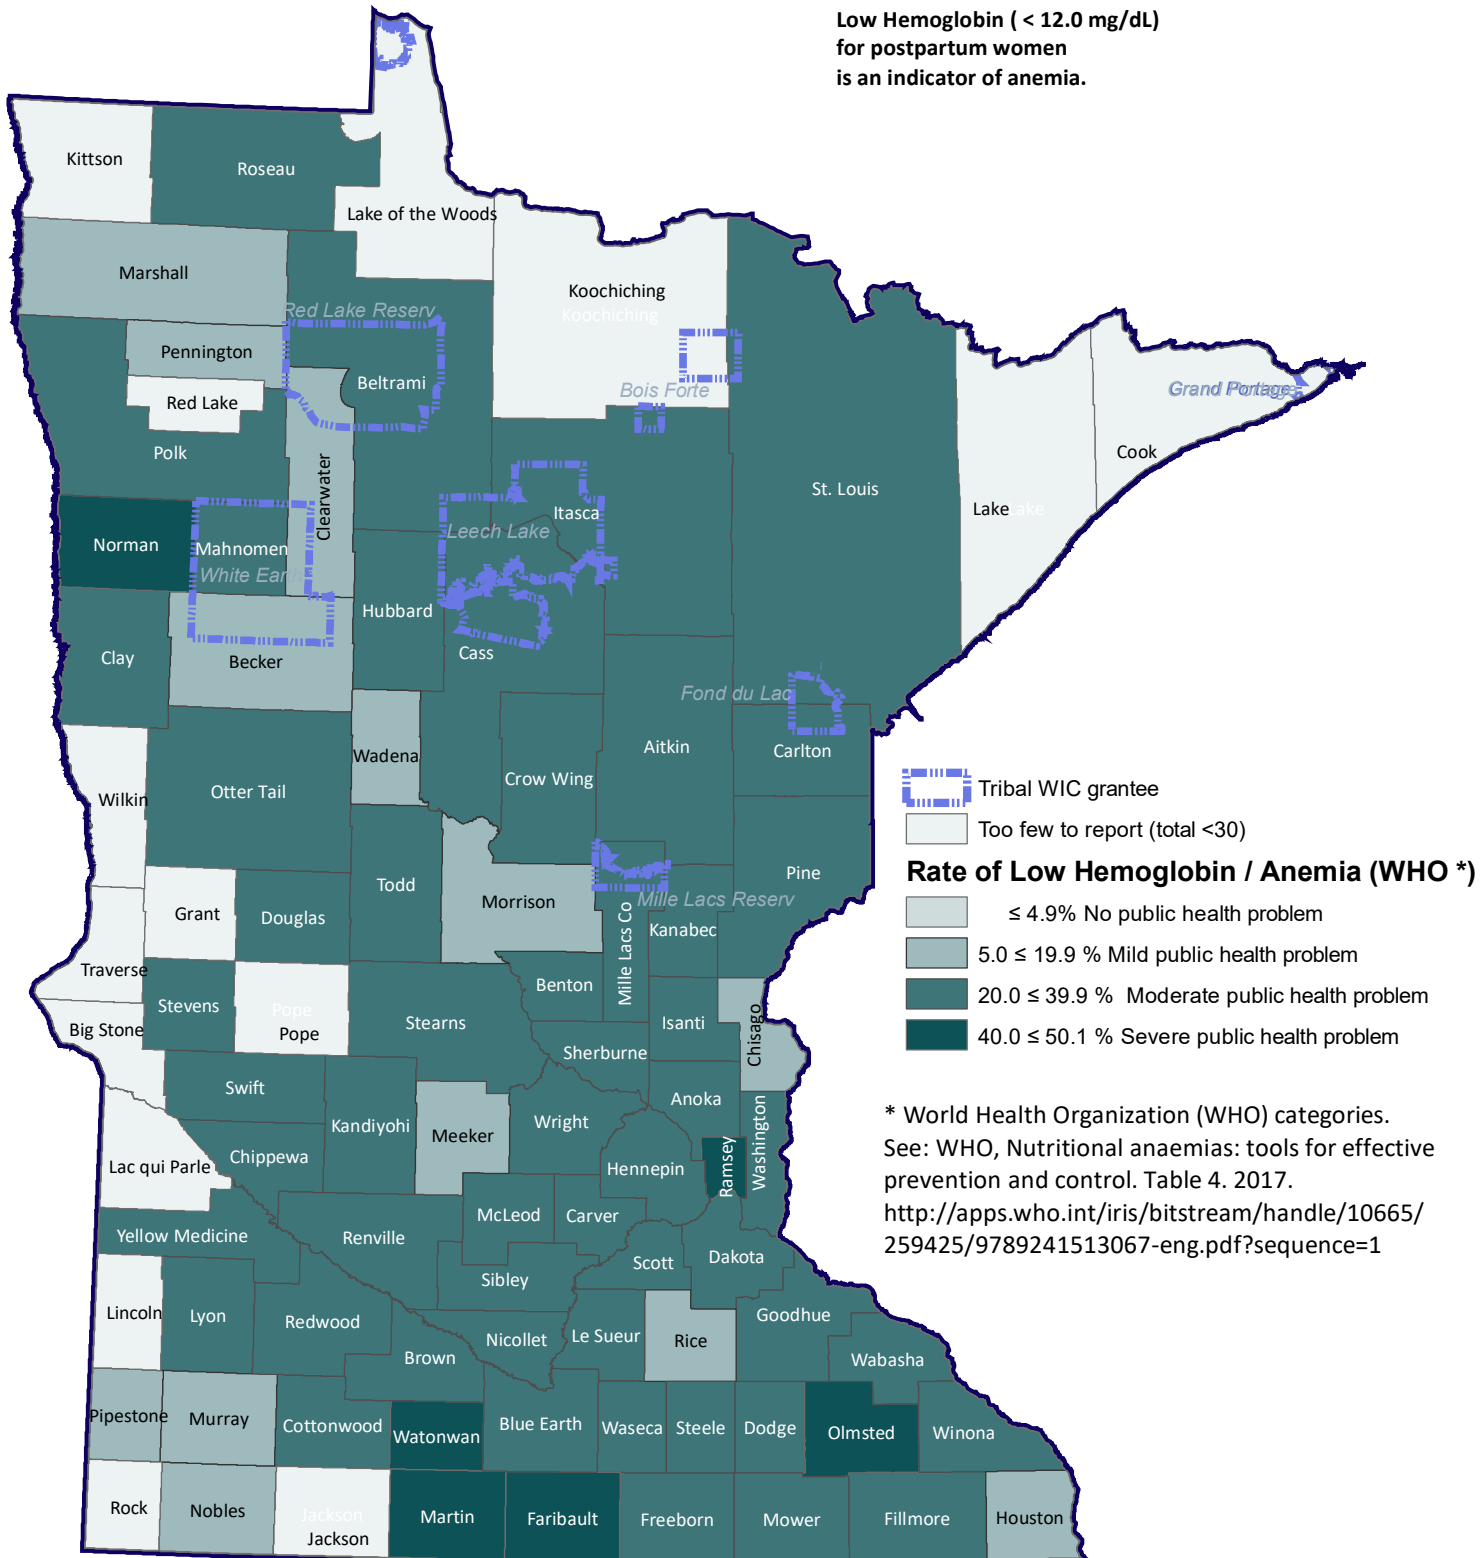 Low Hemoglobin ( < 12.0 mg/dL)
for postpartum women
is an indicator of anemia.
Kittson
Roseau
Lake of the Woods
Marshall
Koochiching
Koochiching
Red Lake Reserv
Pennington
Beltrami
Red Lake
Bois Forte
Grand Portage
Polk
Cook
Clearwater
St. Louis
Lake
Lake
Itasca
Leech Lake
Norman
Mahnomen
White Earth
Hubbard
Clay
Becker
Cass
Fond du Lac
Wadena
Aitkin
Carlton
Crow Wing
Otter Tail
Wilkin
Tribal WIC grantee
Too few to report (total <30)
Rate of Low Hemoglobin / Anemia (WHO *)
≤ 4.9% No public health problem
5.0 ≤ 19.9 % Mild public health problem
20.0 ≤ 39.9 % Moderate public health problem
40.0 ≤ 50.1 % Severe public health problem
Pine
Todd
Morrison
Mille Lacs Reserv
Grant
Douglas
Mille Lacs Co
Kanabec
Traverse
Benton
Stevens
Pope
Pope
Stearns
Isanti
Big Stone
Chisago
Sherburne
Swift
Anoka
Kandiyohi
Wright
Meeker
Washington
Chippewa
Lac qui Parle
Hennepin
Ramsey
McLeod
Carver
Yellow Medicine
Renville
Scott
Dakota
Sibley
* World Health Organization (WHO) categories.
See: WHO, Nutritional anaemias: tools for effective
prevention and control. Table 4. 2017.
http://apps.who.int/iris/bitstream/handle/10665/
259425/9789241513067-eng.pdf?sequence=1
Lincoln
Lyon
Redwood
Goodhue
Nicollet
Le Sueur
Rice
Brown
Wabasha
Pipestone
Murray
Cottonwood
Watonwan
Blue Earth
Waseca
Steele
Dodge
Olmsted
Winona
Rock
Nobles
Jackson
Jackson
Martin
Faribault
Freeborn
Mower
Fillmore
Houston